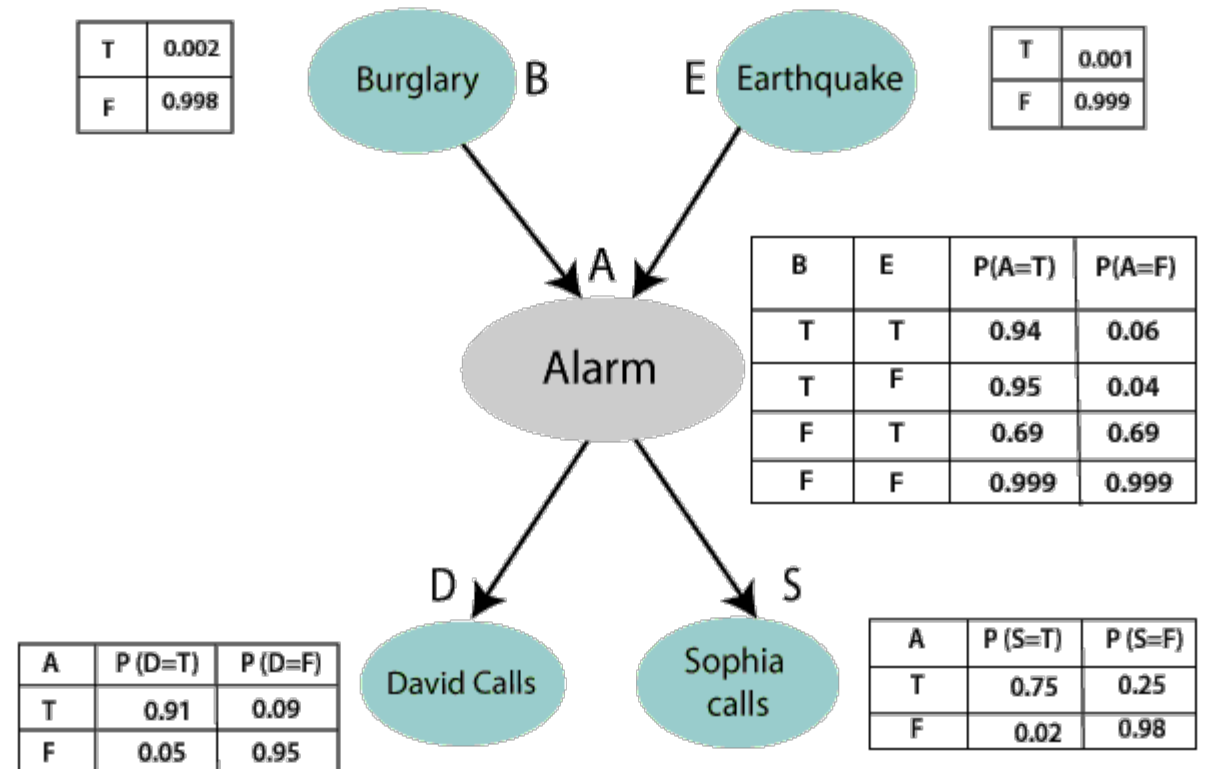 T 0.002
F 0.998
Burglary B
E Earthquake
T 0.001
F 0.999
A
Alarm
B E P(A=T) P(A=F)
T T 0.94 0.06
T F 0.95 0.04
F T 0.69 0.69
F F 0.999 0.999
D
S
A P (D=T) P (D=F)
T 0.91 0.09
F 0.05 0.95
David Calls
Sophia
calls
A P (S=T) P (S=F)
T 0.75 0.25
F 0.02 0.98